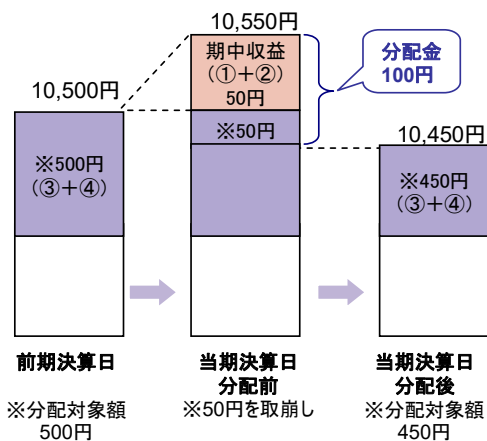 10,550円
期中収益
(①+②)
50円
分配金
100円
10,500円
※50円
10,450円
※500円
(③+④)
※450円
(③+④)
前期決算日
当期決算日
分配前
当期決算日
分配後
※分配対象額
500円
※50円を取崩し
※分配対象額
450円